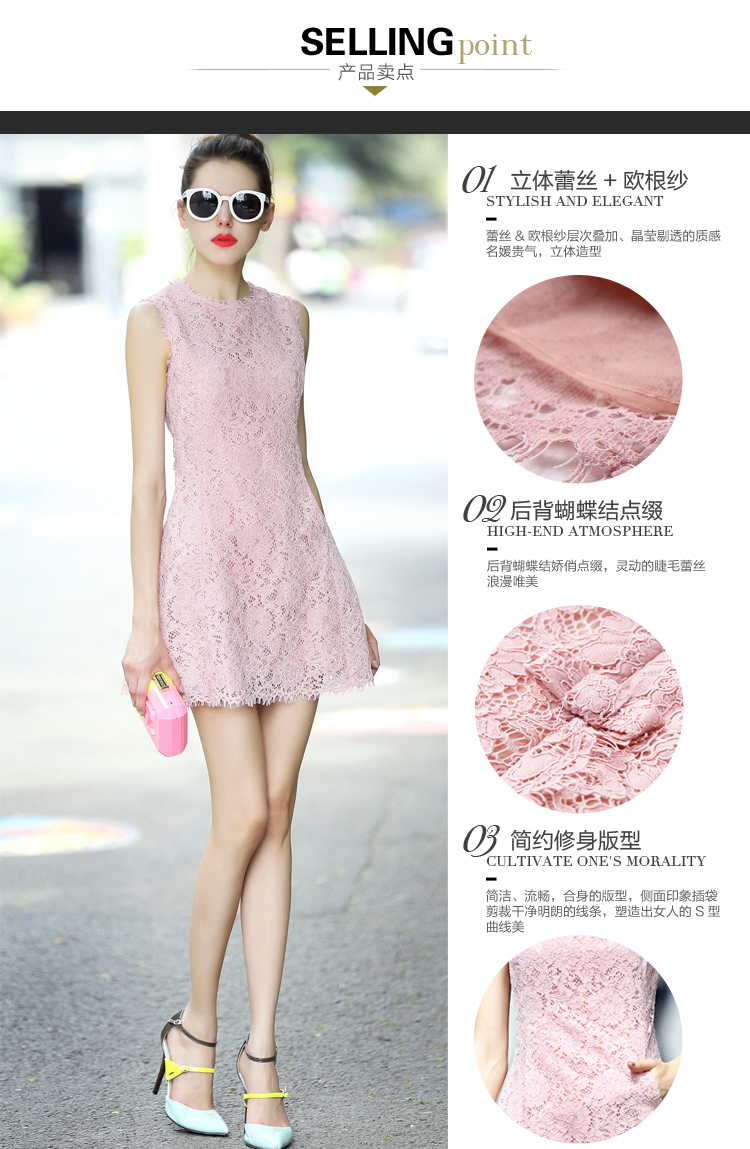 SELLING point
产品卖点
01 立体蕾丝 + 欧根纱
STYLISH AND ELEGANT
蕾丝 & 欧根纱层次叠加、晶莹剔透的质感
名媛贵气，立体造型
02 后背蝴蝶结点缀
HIGH-END ATMOSPHERE
后背蝴蝶结娇俏点缀，灵动的睫毛蕾丝
浪漫唯美
03 简约修身版型
CULTIVATE ONE'S MORALITY
简洁、流畅，合身的版型，侧面印象插袋
剪裁干净明朗的线条，塑造出女人的 S 型
曲线美